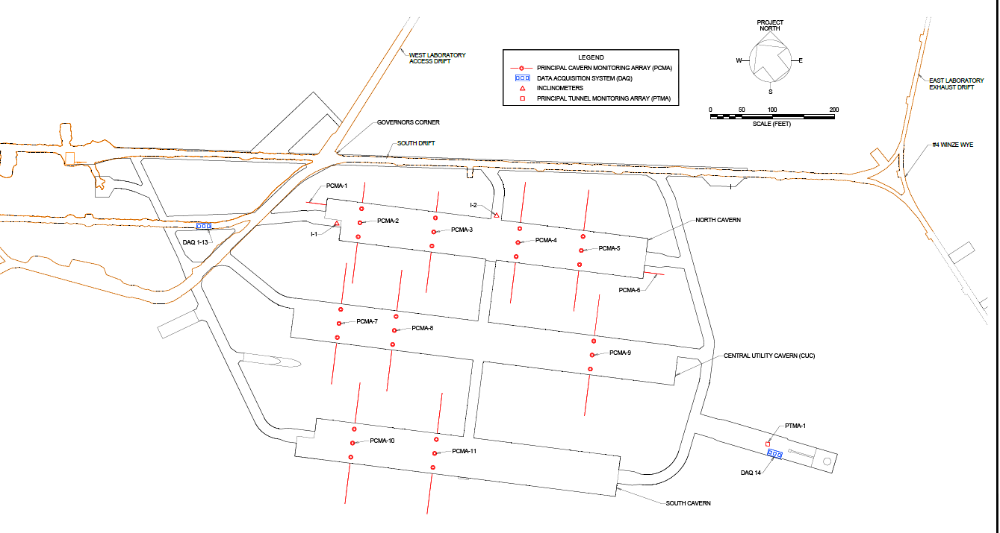 PROJECT
NORTH
W
E
S
0 50 100 200
SCALE (FEET)
LEGEND
PRINCIPAL CAVERN MONITORING ARRAY (PCMA)
DATA ACQUISITION SYSTEM (DAQ)
INCLINOMETERS
PRINCIPAL TUNNEL MONITORING ARRAY (PTMA)
WEST LABORATORY
ACCESS DRIFT
EAST LABORATORY
EXHAUST DRIFT
GOVERNORS CORNER
SOUTH DRIFT
#4 WINZE WYE
PCMA-1
I-2
PCMA-2
NORTH CAVERN
PCMA-3
I-1
DAQ 1-13
PCMA-4
PCMA-5
PCMA-6
PCMA-7
PCMA-8
PCMA-9
CENTRAL UTILITY CAVERN (CUC)
PTMA-1
PCMA-10
PCMA-11
DAQ 14
SOUTH CAVERN